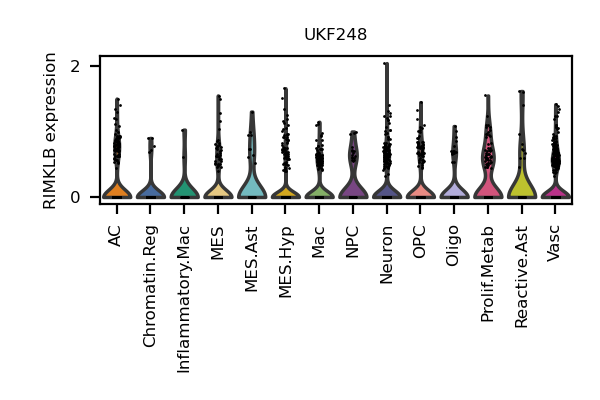 UKF248
RIMKLB expression
2
0
AC
Chromatin.Reg
Inflammatory.Mac
MES
MES.Ast
MES.Hyp
Mac
NPC
Neuron
OPC
Oligo
Prolif.Metab
Reactive.Ast
Vasc